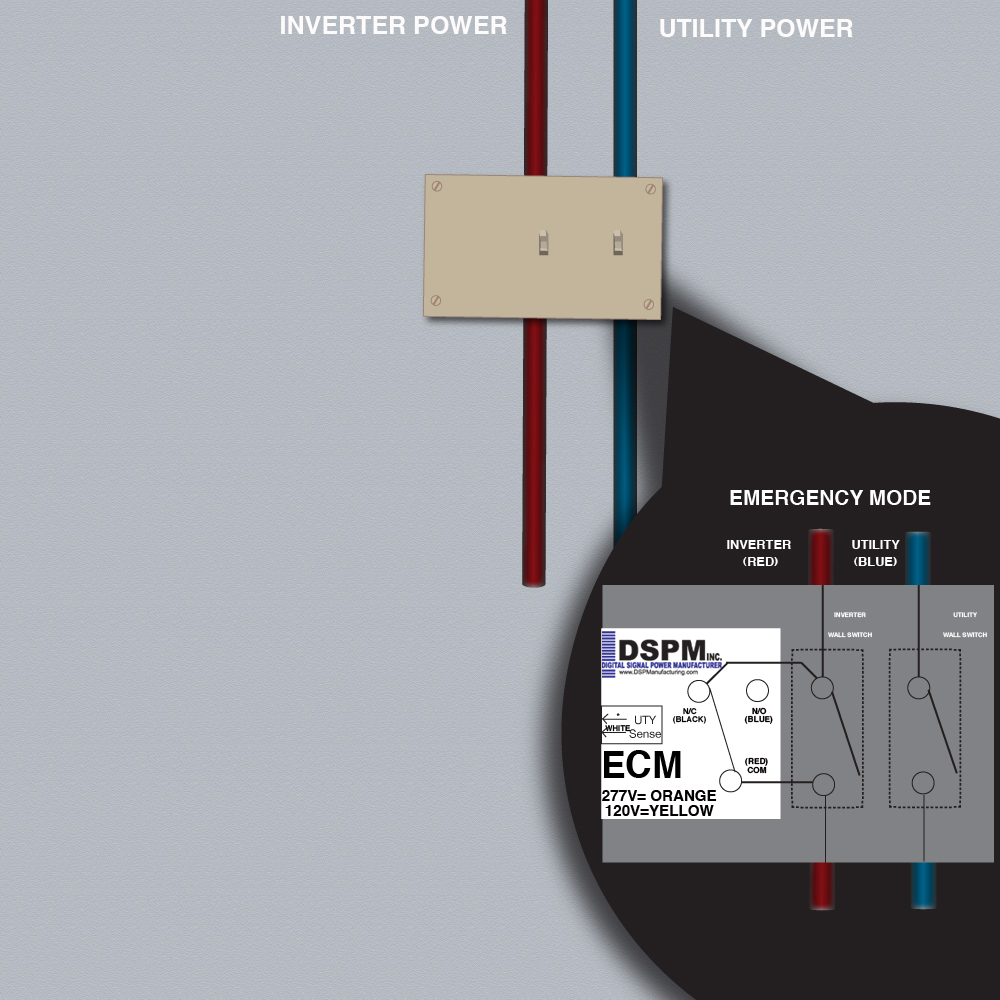 INVERTER POWER
UTILITY POWER
EMERGENCY MODE
INVERTER
(RED)
UTILITY
(BLUE)
INVERTER
WALL SWITCH
UTILITY
WALL SWITCH
DSPM INC.
DIGITAL SIGNAL POWER MANUFACTURER
www.DSPManufacturing.com
N/C
(BLACK)
N/O
(BLUE)
WHITE
UTY
Sense
(RED)
COM
ECM
277V= ORANGE
120V=YELLOW